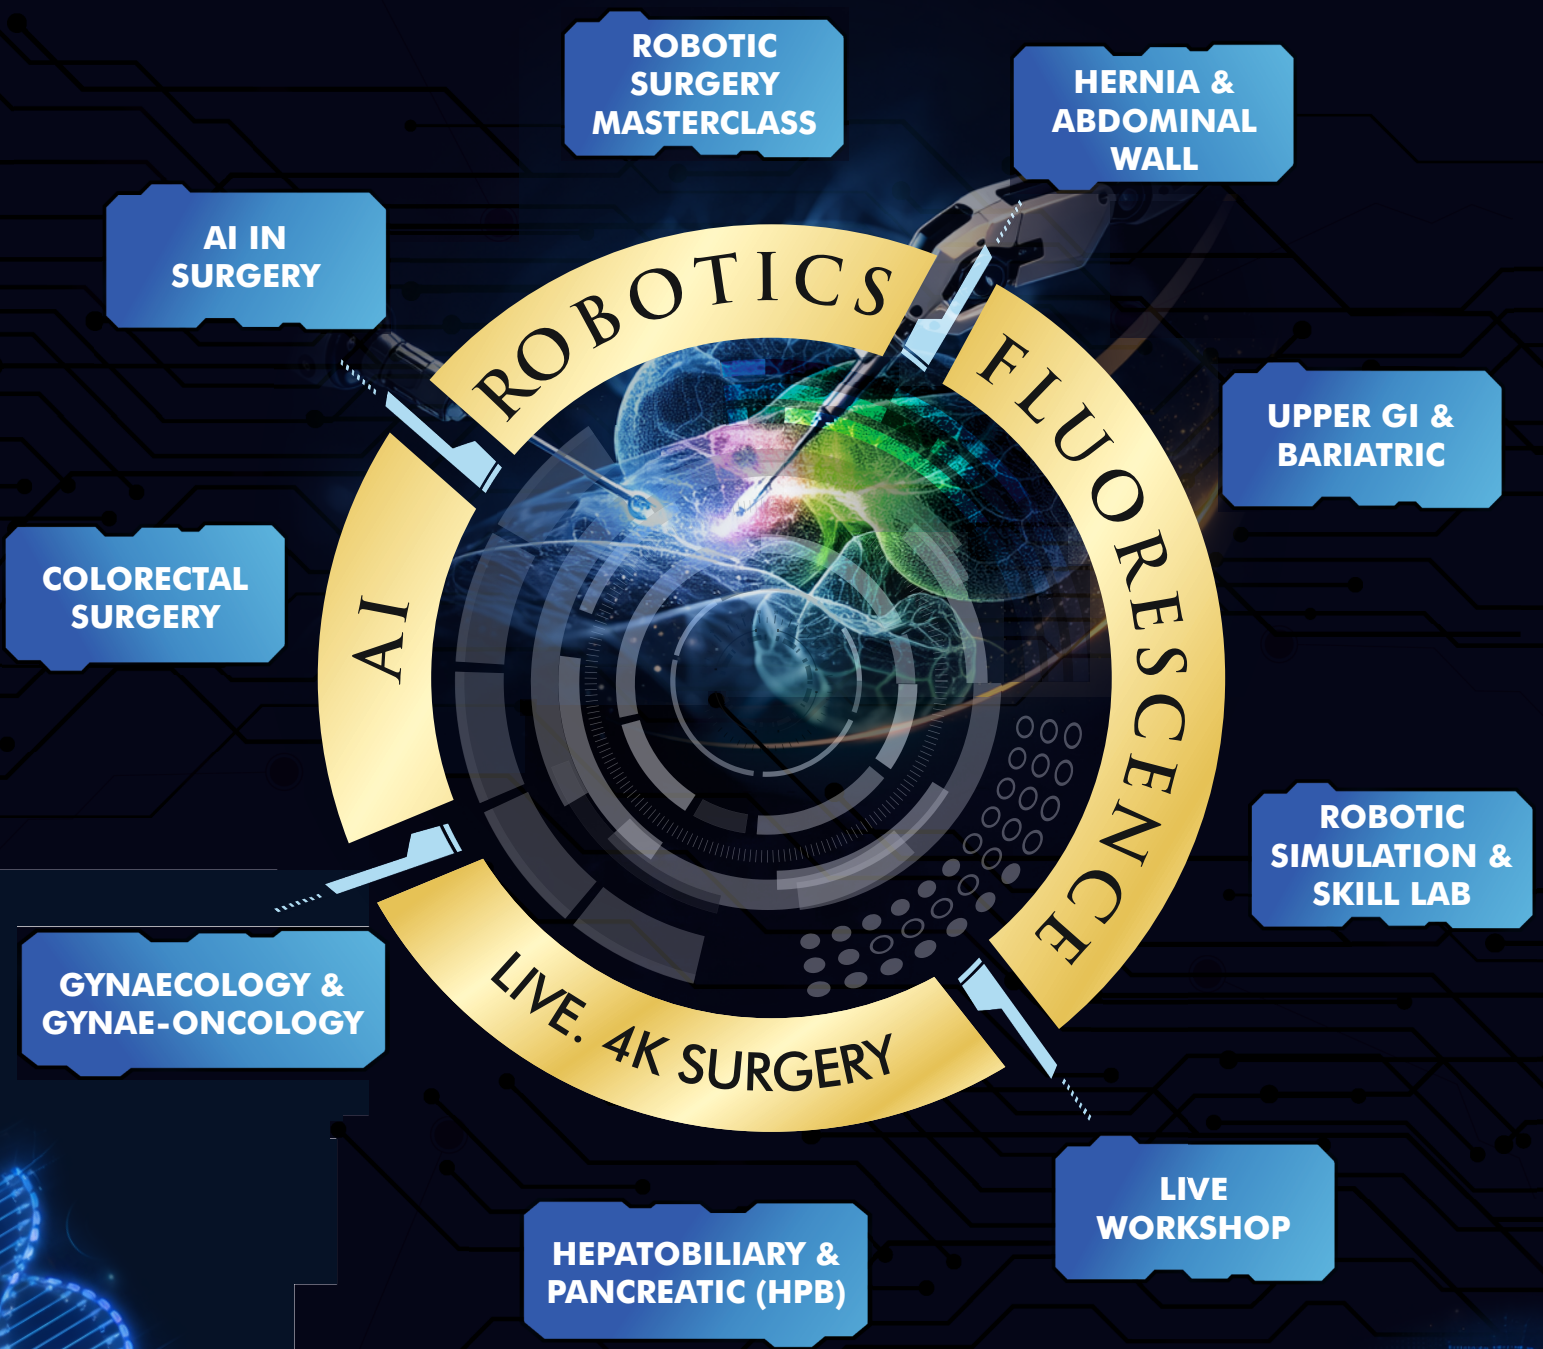 ROBOTIC
SURGERY
MASTERCLASS
HERNIA &
ABDOMINAL
WALL
AI IN
SURGERY
ROBOTICS
FLUORESCENCE
UPPER GI &
BARIATRIC
COLORECTAL
SURGERY
AI
ROBOTIC
SIMULATION &
SKILL LAB
GYNAECOLOGY &
GYNAE-ONCOLOGY
LIVE. 4K SURGERY
LIVE
WORKSHOP
HEPATOBILIARY &
PANCREATIC (HPB)